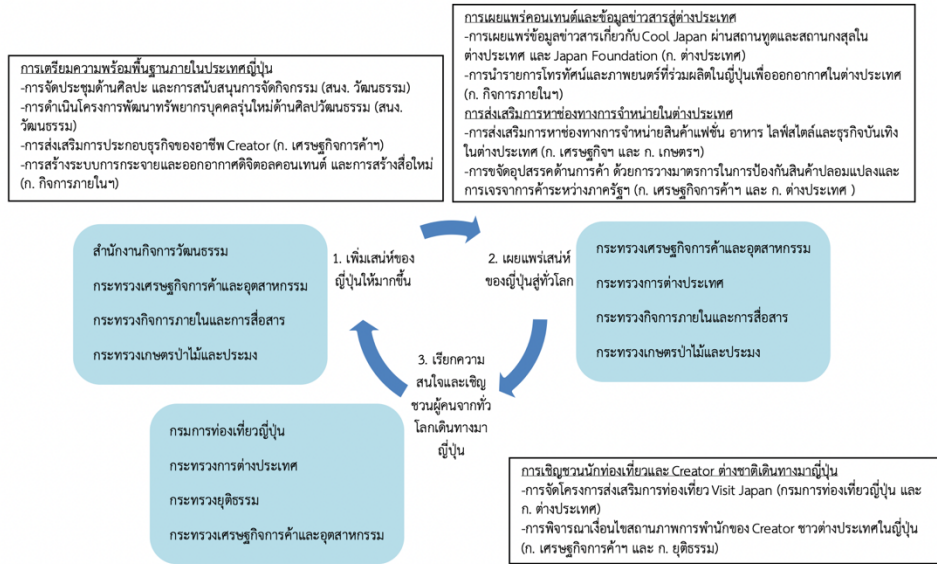 การเตรียมความพร้อมพื้นฐานภายในประเทศญี่ปุ่น
-การจัดประชุมด้านศิลปะ และการสนับสนุนการจัดกิจกรรม (สนง. วัฒนธรรม)
-การดำเนินโครงการพัฒนาทรัพยากรบุคคลรุ่นใหม่ด้านศิลปวัฒนธรรม (สนง.
วัฒนธรรม)
-การส่งเสริมการประกอบธุรกิจของอาชีพ Creator (ก. เศรษฐกิจการค้าฯ)
-การสร้างระบบการกระจายและออกอากาศดิจิตอลคอนเทนต์ และการสร้างสื่อใหม่
(ก. กิจการภายในฯ)
การเผยแพร่คอนเทนต์และข้อมูลข่าวสารสู่ต่างประเทศ
-การเผยแพร่ข้อมูลข่าวสารเกี่ยวกับ Cool Japan ผ่านสถานทูตและสถานกงสุลใน
ต่างประเทศ และ Japan Foundation (ก. ต่างประเทศ)
-การนำรายการโทรทัศน์และภาพยนตร์ที่ร่วมผลิตในญี่ปุ่นเพื่อออกอากาศในต่างประเทศ
(ก. กิจการภายในฯ)
การส่งเสริมการหาช่องทางการจำหน่ายในต่างประเทศ
-การส่งเสริมการหาช่องทางการจำหน่ายสินค้าแฟชั่น อาหาร ไลฟ์สไตล์และธุรกิจบันเทิง
ในต่างประเทศ (ก. เศรษฐกิจฯ และ ก. เกษตรฯ)
-การขจัดอุปสรรคด้านการค้า ด้วยการวางมาตรการในการป้องกันสินค้าปลอมแปลงและ
การเจรจาการค้าระหว่างภาครัฐฯ (ก. เศรษฐกิจการค้าฯ และ ก. ต่างประเทศ )
สำนักงานกิจการวัฒนธรรม
กระทรวงเศรษฐกิจการค้าและอุตสาหกรรม
กระทรวงกิจการภายในและการสื่อสาร
กระทรวงเกษตรป่าไม้และประมง
1. เพิ่มเสน่ห์ของ
ญี่ปุ่นให้มากขึ้น
2. เผยแพร่เสน่ห์
ของญี่ปุ่นสู่ทั่วโลก
กระทรวงเศรษฐกิจการค้าและอุตสาหกรรม
กระทรวงการต่างประเทศ
กระทรวงกิจการภายในและการสื่อสาร
กระทรวงเกษตรป่าไม้และประมง
3. เรียกความ
สนใจและเชิญ
ชวนผู้คนจากทั่ว
โลกเดินทางมา
ญี่ปุ่น
กรมการท่องเที่ยวญี่ปุ่น
กระทรวงการต่างประเทศ
กระทรวงยุติธรรม
กระทรวงเศรษฐกิจการค้าและอุตสาหกรรม
การเชิญชวนนักท่องเที่ยวและ Creator ต่างชาติเดินทางมาญี่ปุ่น
-การจัดโครงการส่งเสริมการท่องเที่ยว Visit Japan (กรมการท่องเที่ยวญี่ปุ่น และ
ก. ต่างประเทศ)
-การพิจารณาเงื่อนไขสถานภาพการพำนักของ Creator ชาวต่างประเทศในญี่ปุ่น
(ก. เศรษฐกิจการค้าฯ และ ก. ยุติธรรม)